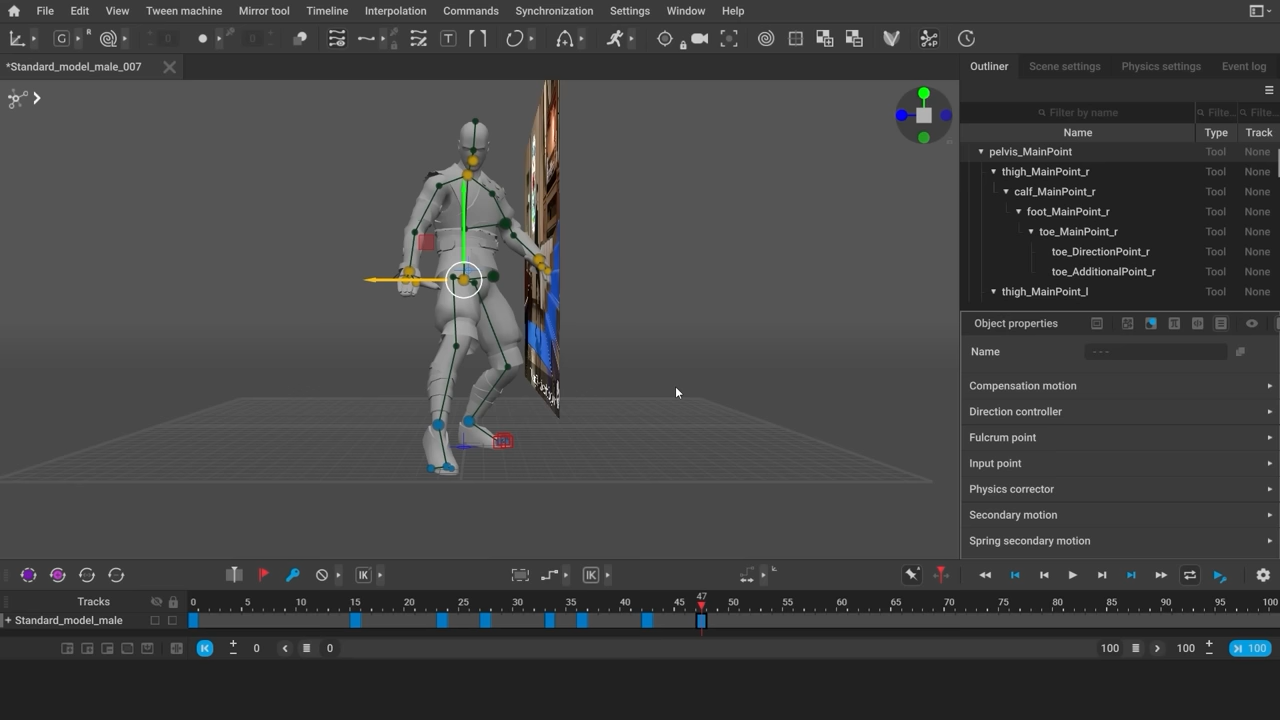 File Edit View Tween machine Mirror tool Timeline Interpolation Commands Synchronization Settings Window Help
*Standard_model_male_007
Outliner Scene settings Physics settings Event log
Filter by name Filte... Filte...
Name Type Track
pelvis_MainPoint Tool None
thigh_MainPoint_r Tool None
calf_MainPoint_r Tool None
foot_MainPoint_r Tool None
toe_MainPoint_r Tool None
toe_DirectionPoint_r Tool None
toe_AdditionalPoint_r Tool None
thigh_MainPoint_l Tool None
Object properties
Name ---
Compensation motion
Direction controller
Fulcrum point
Input point
Physics corrector
Secondary motion
Spring secondary motion
IK IK
Tracks 0 5 10 15 20 25 30 35 40 45 47 50 55 60 65 70 75 80 85 90 95 100
+ Standard_model_male
0 0 100 100 100